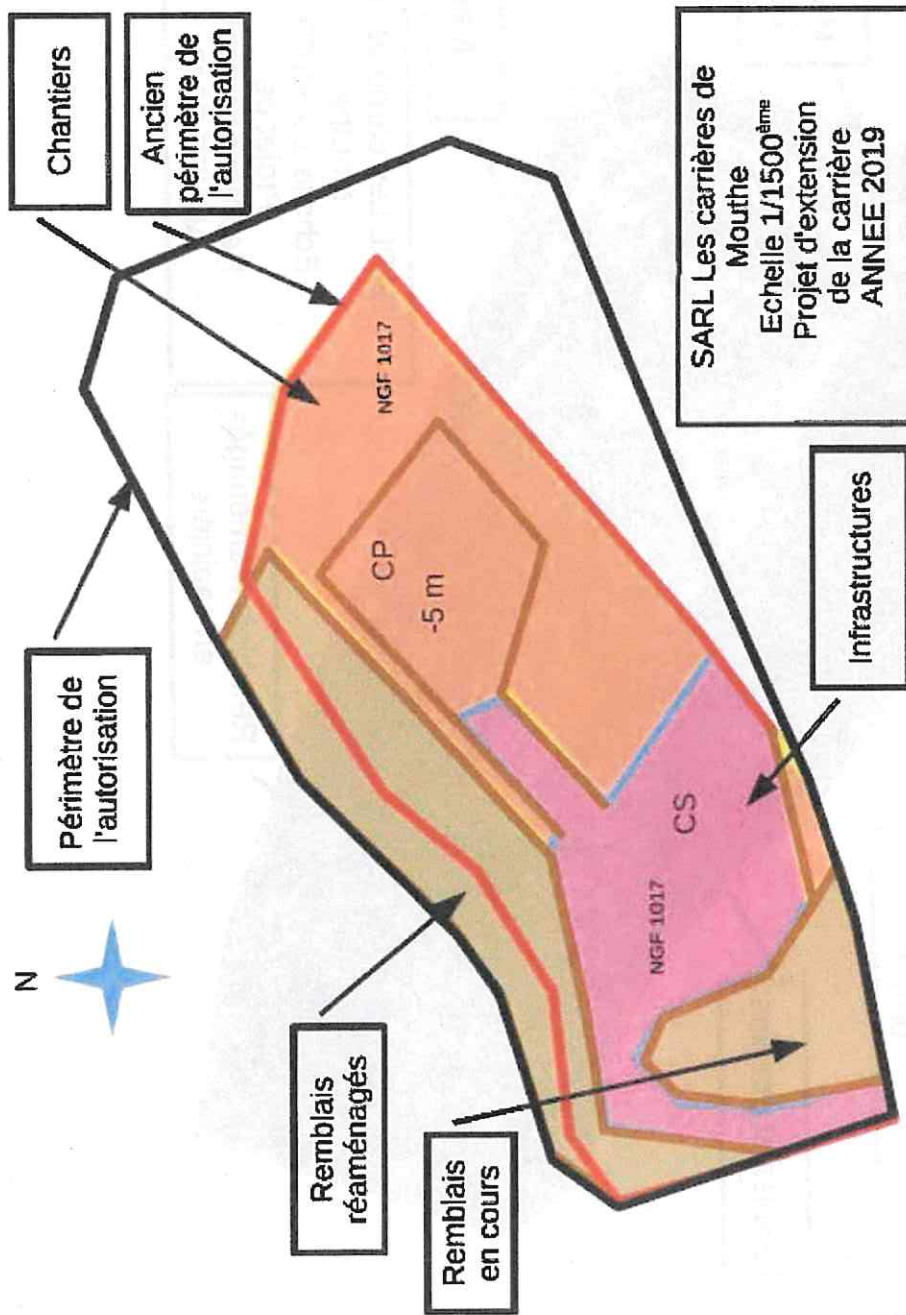 N
Périmètre de
l'autorisation
Chantiers
Ancien
périmètre de
l'autorisation
Remblais
réaménagés
Remblais
en cours
NGF 1017
CP
-5 m
NGF 1017
CS
Infrastructures
SARL Les carrières de
Mouthe
Echelle 1/1500ème
Projet d'extension
de la carrière
ANNEE 2019